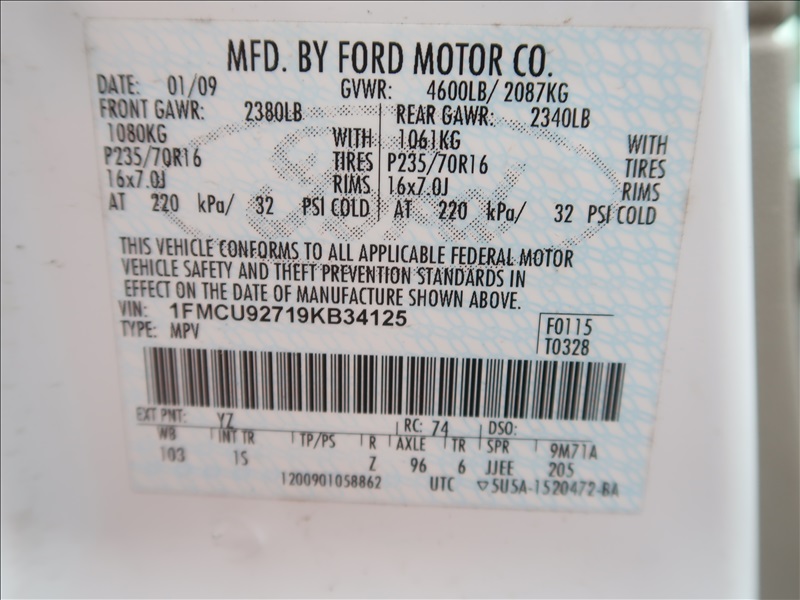 MFD. BY FORD MOTOR CO.
DATE: 01/09 GVWR: 4600LB/ 2087KG
FRONT GAWR: 2380LB REAR GAWR: 2340LB
1080KG WITH 1061KG WITH
P235/70R16 TIRES P235/70R16 TIRES
16x7.0J RIMS 16x7.0J RIMS
AT 220 kPa/ 32 PSI COLD AT 220 kPa/ 32 PSI COLD
THIS VEHICLE CONFORMS TO ALL APPLICABLE FEDERAL MOTOR
VEHICLE SAFETY AND THEFT PREVENTION STANDARDS IN
EFFECT ON THE DATE OF MANUFACTURE SHOWN ABOVE.
VIN: 1FMCU92719KB34125 F0115
TYPE: MPV T0328
EXT PNT: YZ RC: 74 DSO:
WB INT TR TP/PS R AXLE TR SPR 9M71A
103 1S Z 96 6 JJEE 205
1200901058862 UTC ▽5U5A-1520472-BA
Ford